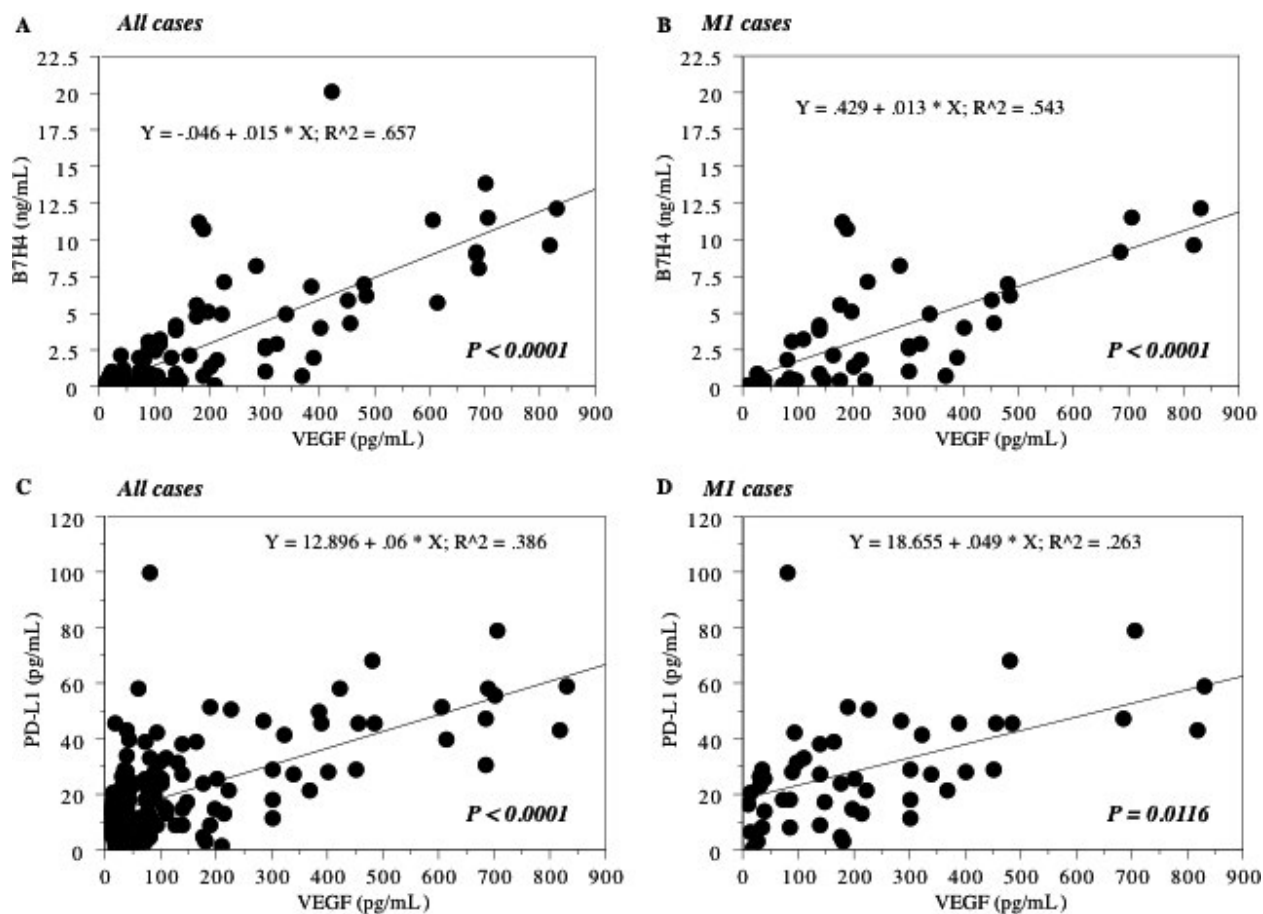 A All cases
22.5
20
17.5
15
12.5
10
7.5
5
2.5
0
B7H4 (ng/mL)
Y = -.046 + .015 * X; R^2 = .657
P < 0.0001
0 100 200 300 400 500 600 700 800 900
VEGF (pg/mL)
B M1 cases
22.5
20
17.5
15
12.5
10
7.5
5
2.5
0
B7H4 (ng/mL)
Y = .429 + .013 * X; R^2 = .543
P < 0.0001
0 100 200 300 400 500 600 700 800 900
VEGF (pg/mL)
C All cases
120
100
80
60
40
20
0
PD-L1 (pg/mL)
Y = 12.896 + .06 * X; R^2 = .386
P < 0.0001
0 100 200 300 400 500 600 700 800 900
VEGF (pg/mL)
D M1 cases
120
100
80
60
40
20
0
PD-L1 (pg/mL)
Y = 18.655 + .049 * X; R^2 = .263
P = 0.0116
0 100 200 300 400 500 600 700 800 900
VEGF (pg/mL)